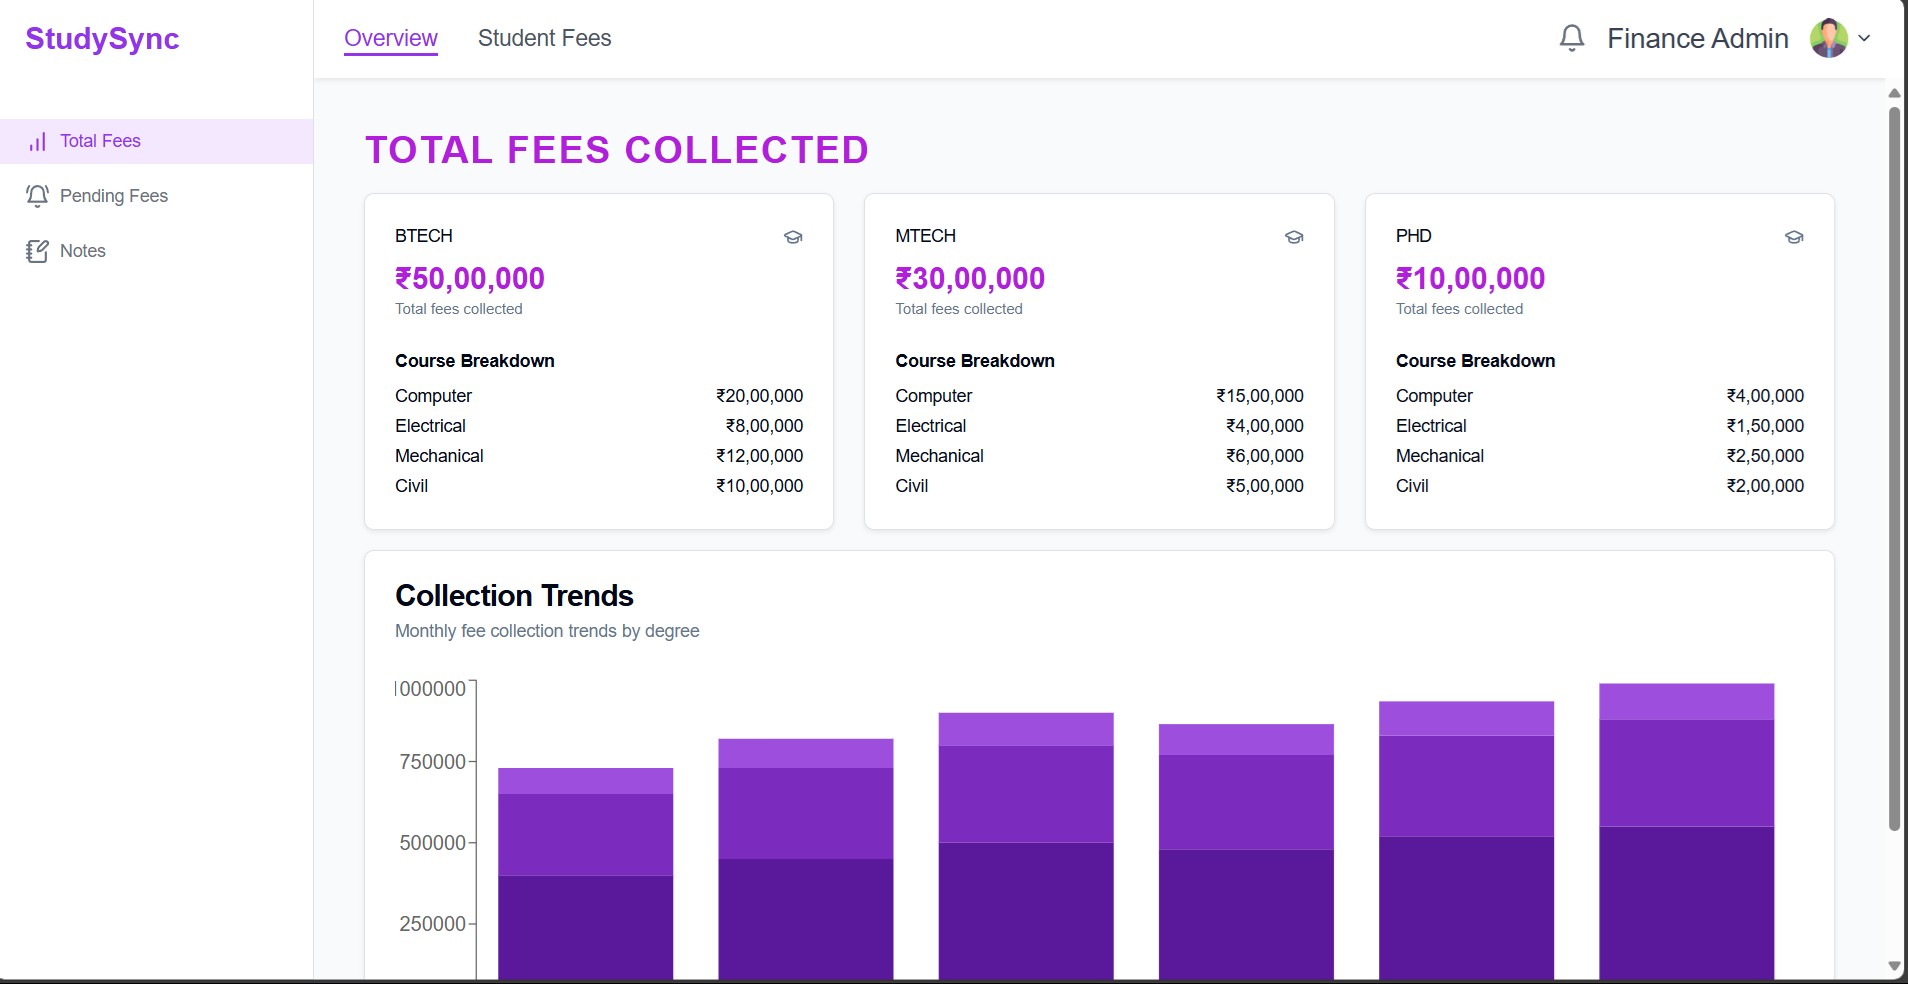 StudySync
Overview Student Fees
Finance Admin
Total Fees
Pending Fees
Notes
TOTAL FEES COLLECTED
BTECH
₹50,00,000
Total fees collected
Course Breakdown
Computer ₹20,00,000
Electrical ₹8,00,000
Mechanical ₹12,00,000
Civil ₹10,00,000
MTECH
₹30,00,000
Total fees collected
Course Breakdown
Computer ₹15,00,000
Electrical ₹4,00,000
Mechanical ₹6,00,000
Civil ₹5,00,000
PHD
₹10,00,000
Total fees collected
Course Breakdown
Computer ₹4,00,000
Electrical ₹1,50,000
Mechanical ₹2,50,000
Civil ₹2,00,000
Collection Trends
Monthly fee collection trends by degree
1000000
750000
500000
250000